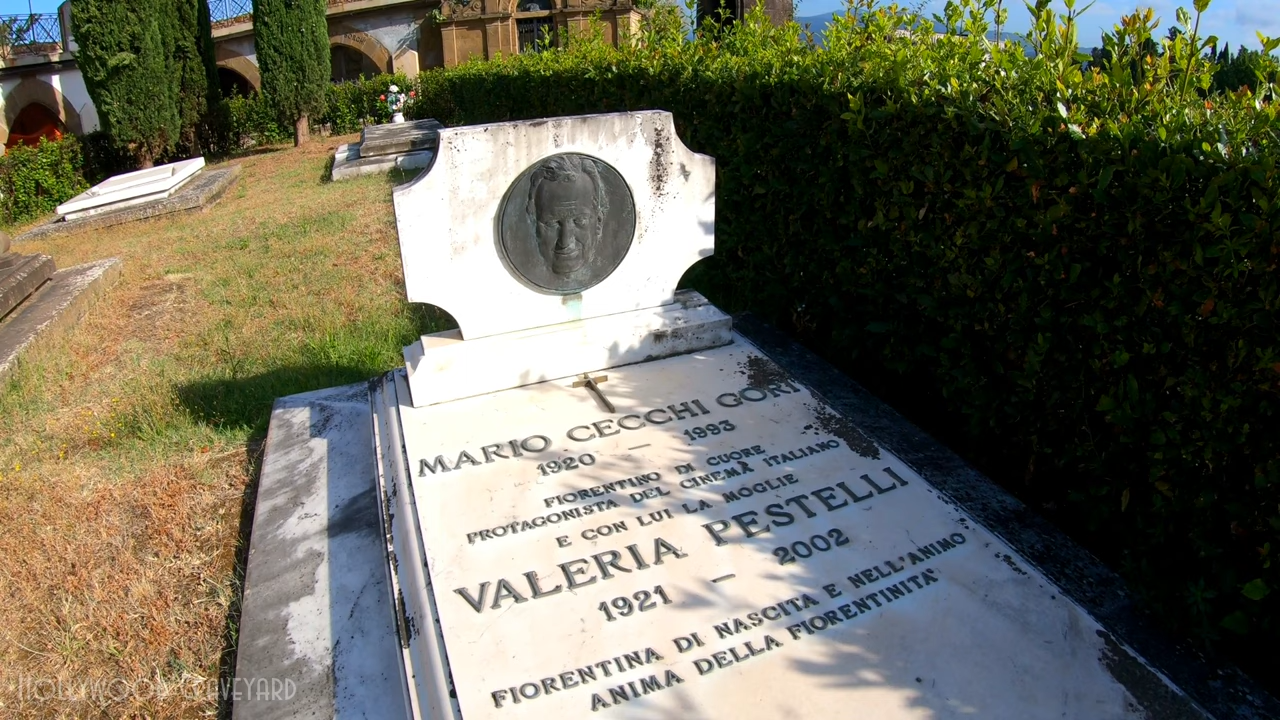 MARIO CECCHI GORI
1920 – 1993
FIORENTINO DI CUORE
PROTAGONISTA DEL CINEMA ITALIANO
E CON LUI LA MOGLIE
VALERIA PESTELLI
1921 – 2002
FIORENTINA DI NASCITA E NELL'ANIMO
ANIMA DELLA FIORENTINITÀ
HOLLYWOOD GRAVEYARD